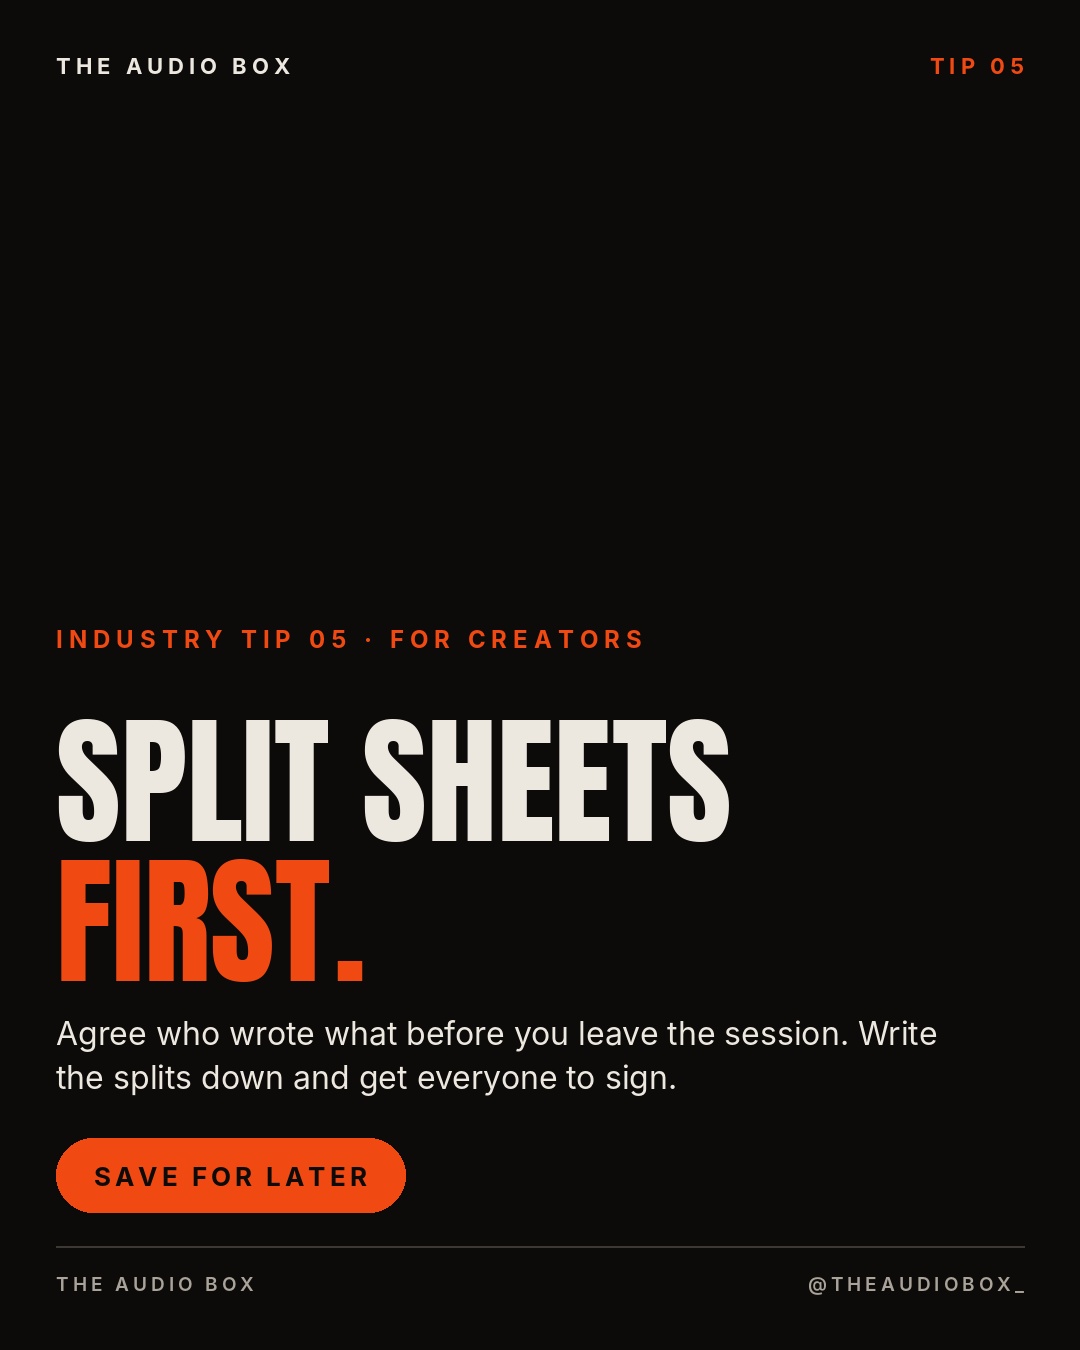 THE AUDIO BOX
TIP 05
INDUSTRY TIP 05 · FOR CREATORS
SPLIT SHEETS
FIRST.
Agree who wrote what before you leave the session. Write
the splits down and get everyone to sign.
SAVE FOR LATER
THE AUDIO BOX
@THEAUDIOBOX_